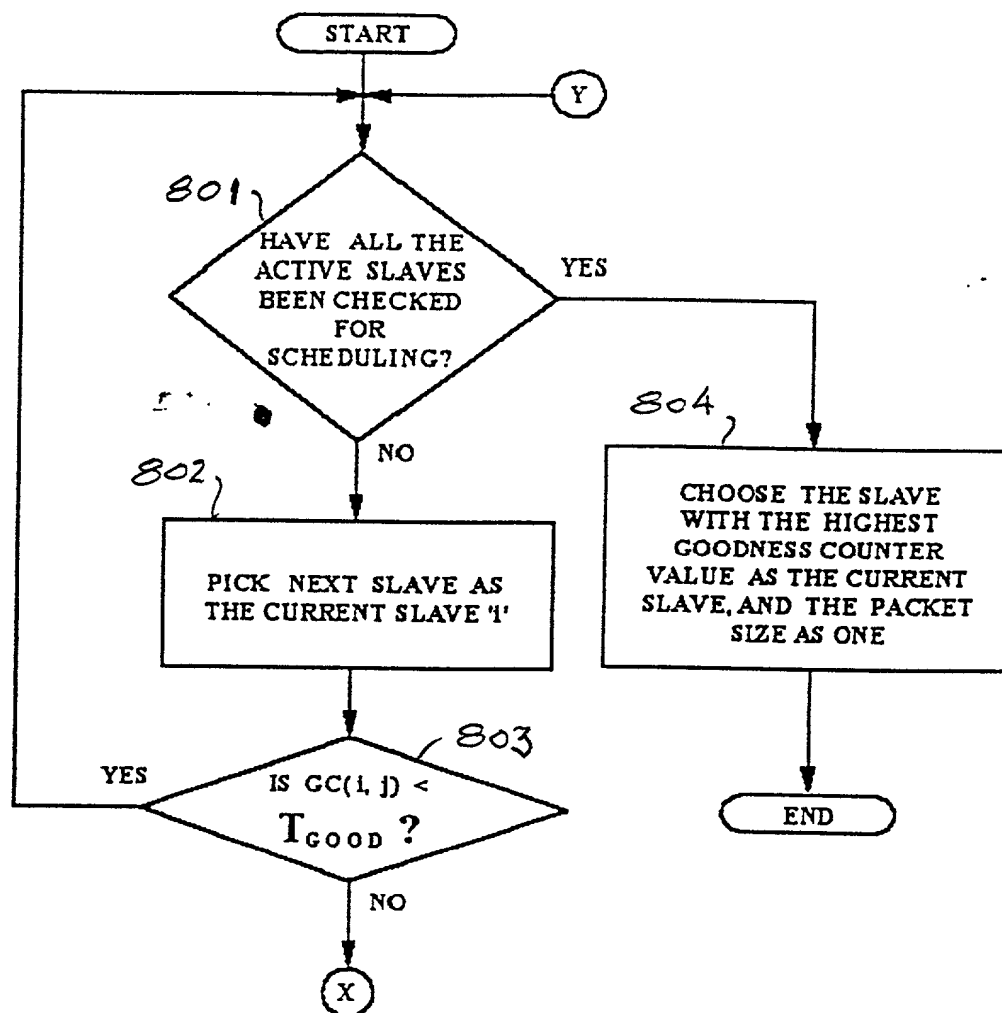 START
Y
801
HAVE ALL THE
ACTIVE SLAVES
BEEN CHECKED
FOR
SCHEDULING?
YES
NO
802
PICK NEXT SLAVE AS
THE CURRENT SLAVE 'i'
804
CHOOSE THE SLAVE
WITH THE HIGHEST
GOODNESS COUNTER
VALUE AS THE CURRENT
SLAVE, AND THE PACKET
SIZE AS ONE
803
YES
IS GC(i, j) <
TGOOD ?
NO
END
X